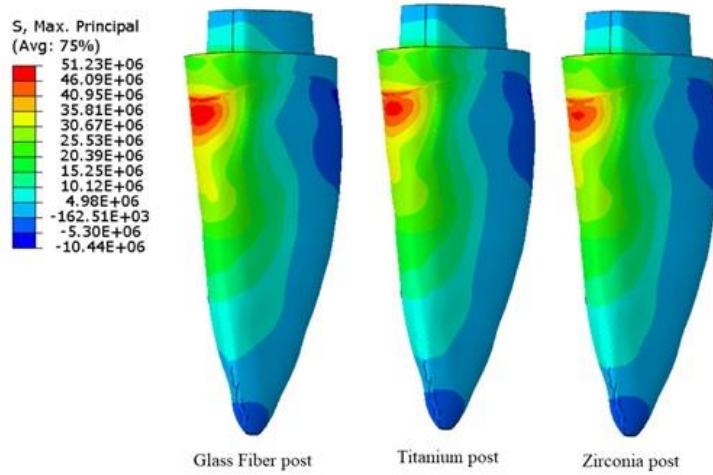 S, Max. Principal
(Avg: 75%)
51.23E+06
46.09E+06
40.95E+06
35.81E+06
30.67E+06
25.53E+06
20.39E+06
15.25E+06
10.12E+06
4.98E+06
-162.51E+03
-5.30E+06
-10.44E+06
Glass Fiber post
Titanium post
Zirconia post